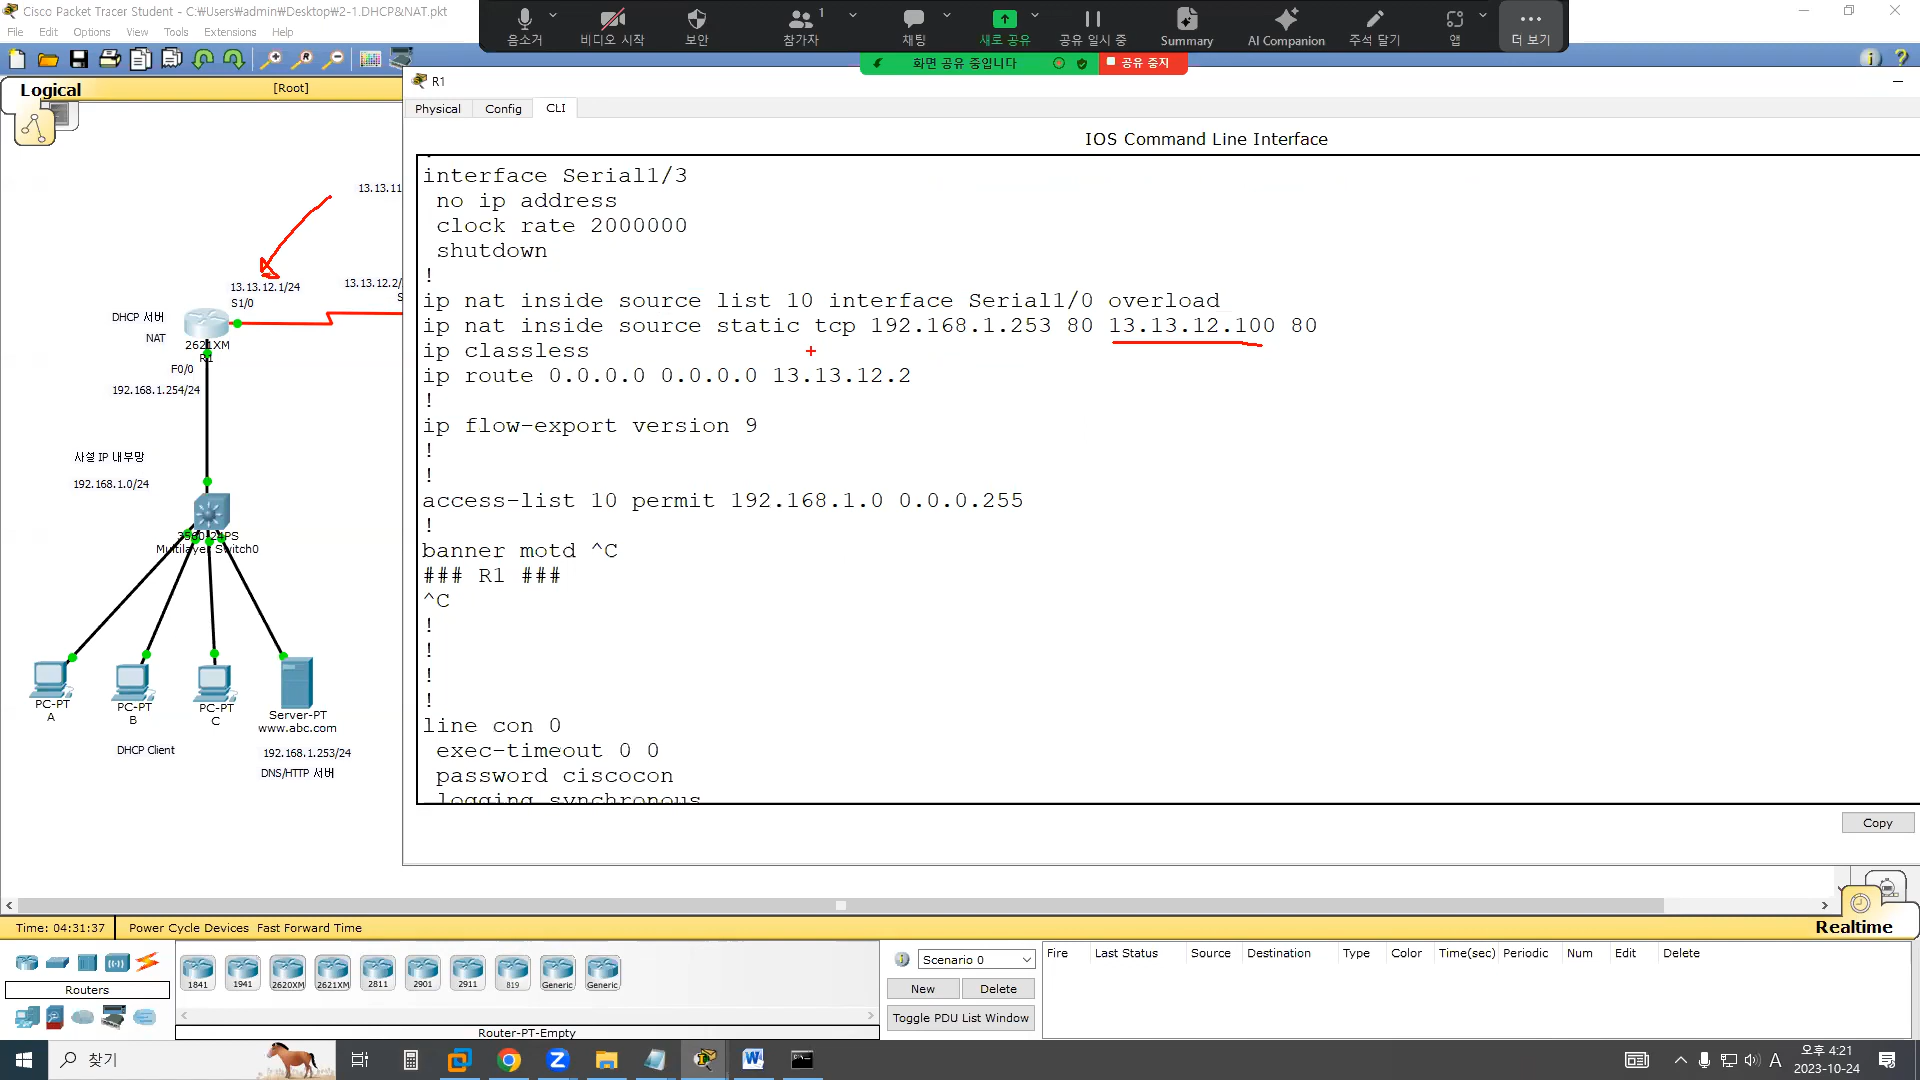 Cisco Packet Tracer Student - C:₩Users₩admin₩Desktop₩2-1.DHCP&NAT.pkt
File Edit Options View Tools Extensions Help
음소거 비디오 시작 보안 참가자 1 채팅 새로 공유 공유 일시 중 Summary AI Companion 주석 달기 앱 더 보기
화면 공유 중입니다 공유 중지
Logical [Root]
R1
Physical Config CLI
IOS Command Line Interface
interface Serial1/3
no ip address
clock rate 2000000
shutdown
!
ip nat inside source list 10 interface Serial1/0 overload
ip nat inside source static tcp 192.168.1.253 80 13.13.12.100 80
ip classless
ip route 0.0.0.0 0.0.0.0 13.13.12.2
!
ip flow-export version 9
!
!
access-list 10 permit 192.168.1.0 0.0.0.255
!
banner motd ^C
### R1 ###
^C
!
!
!
!
line con 0
exec-timeout 0 0
password ciscocon
logging synchronous
Copy
13.13.11
13.13.12.1/24
S1/0
13.13.12.2/
S
DHCP 서버
NAT
2621XM
R1
F0/0
192.168.1.254/24
사설 IP 내부망
192.168.1.0/24
3560-24PS
Multilayer Switch0
PC-PT
A
PC-PT
B
PC-PT
C
Server-PT
www.abc.com
DHCP Client
192.168.1.253/24
DNS/HTTP 서버
Time: 04:31:37 Power Cycle Devices Fast Forward Time
Realtime
Routers
1841 1941 2620XM 2621XM 2811 2901 2911 819 Generic Generic
Router-PT-Empty
Scenario 0
New Delete
Toggle PDU List Window
Fire Last Status Source Destination Type Color Time(sec) Periodic Num Edit Delete
찾기
A
오후 4:21
2023-10-24